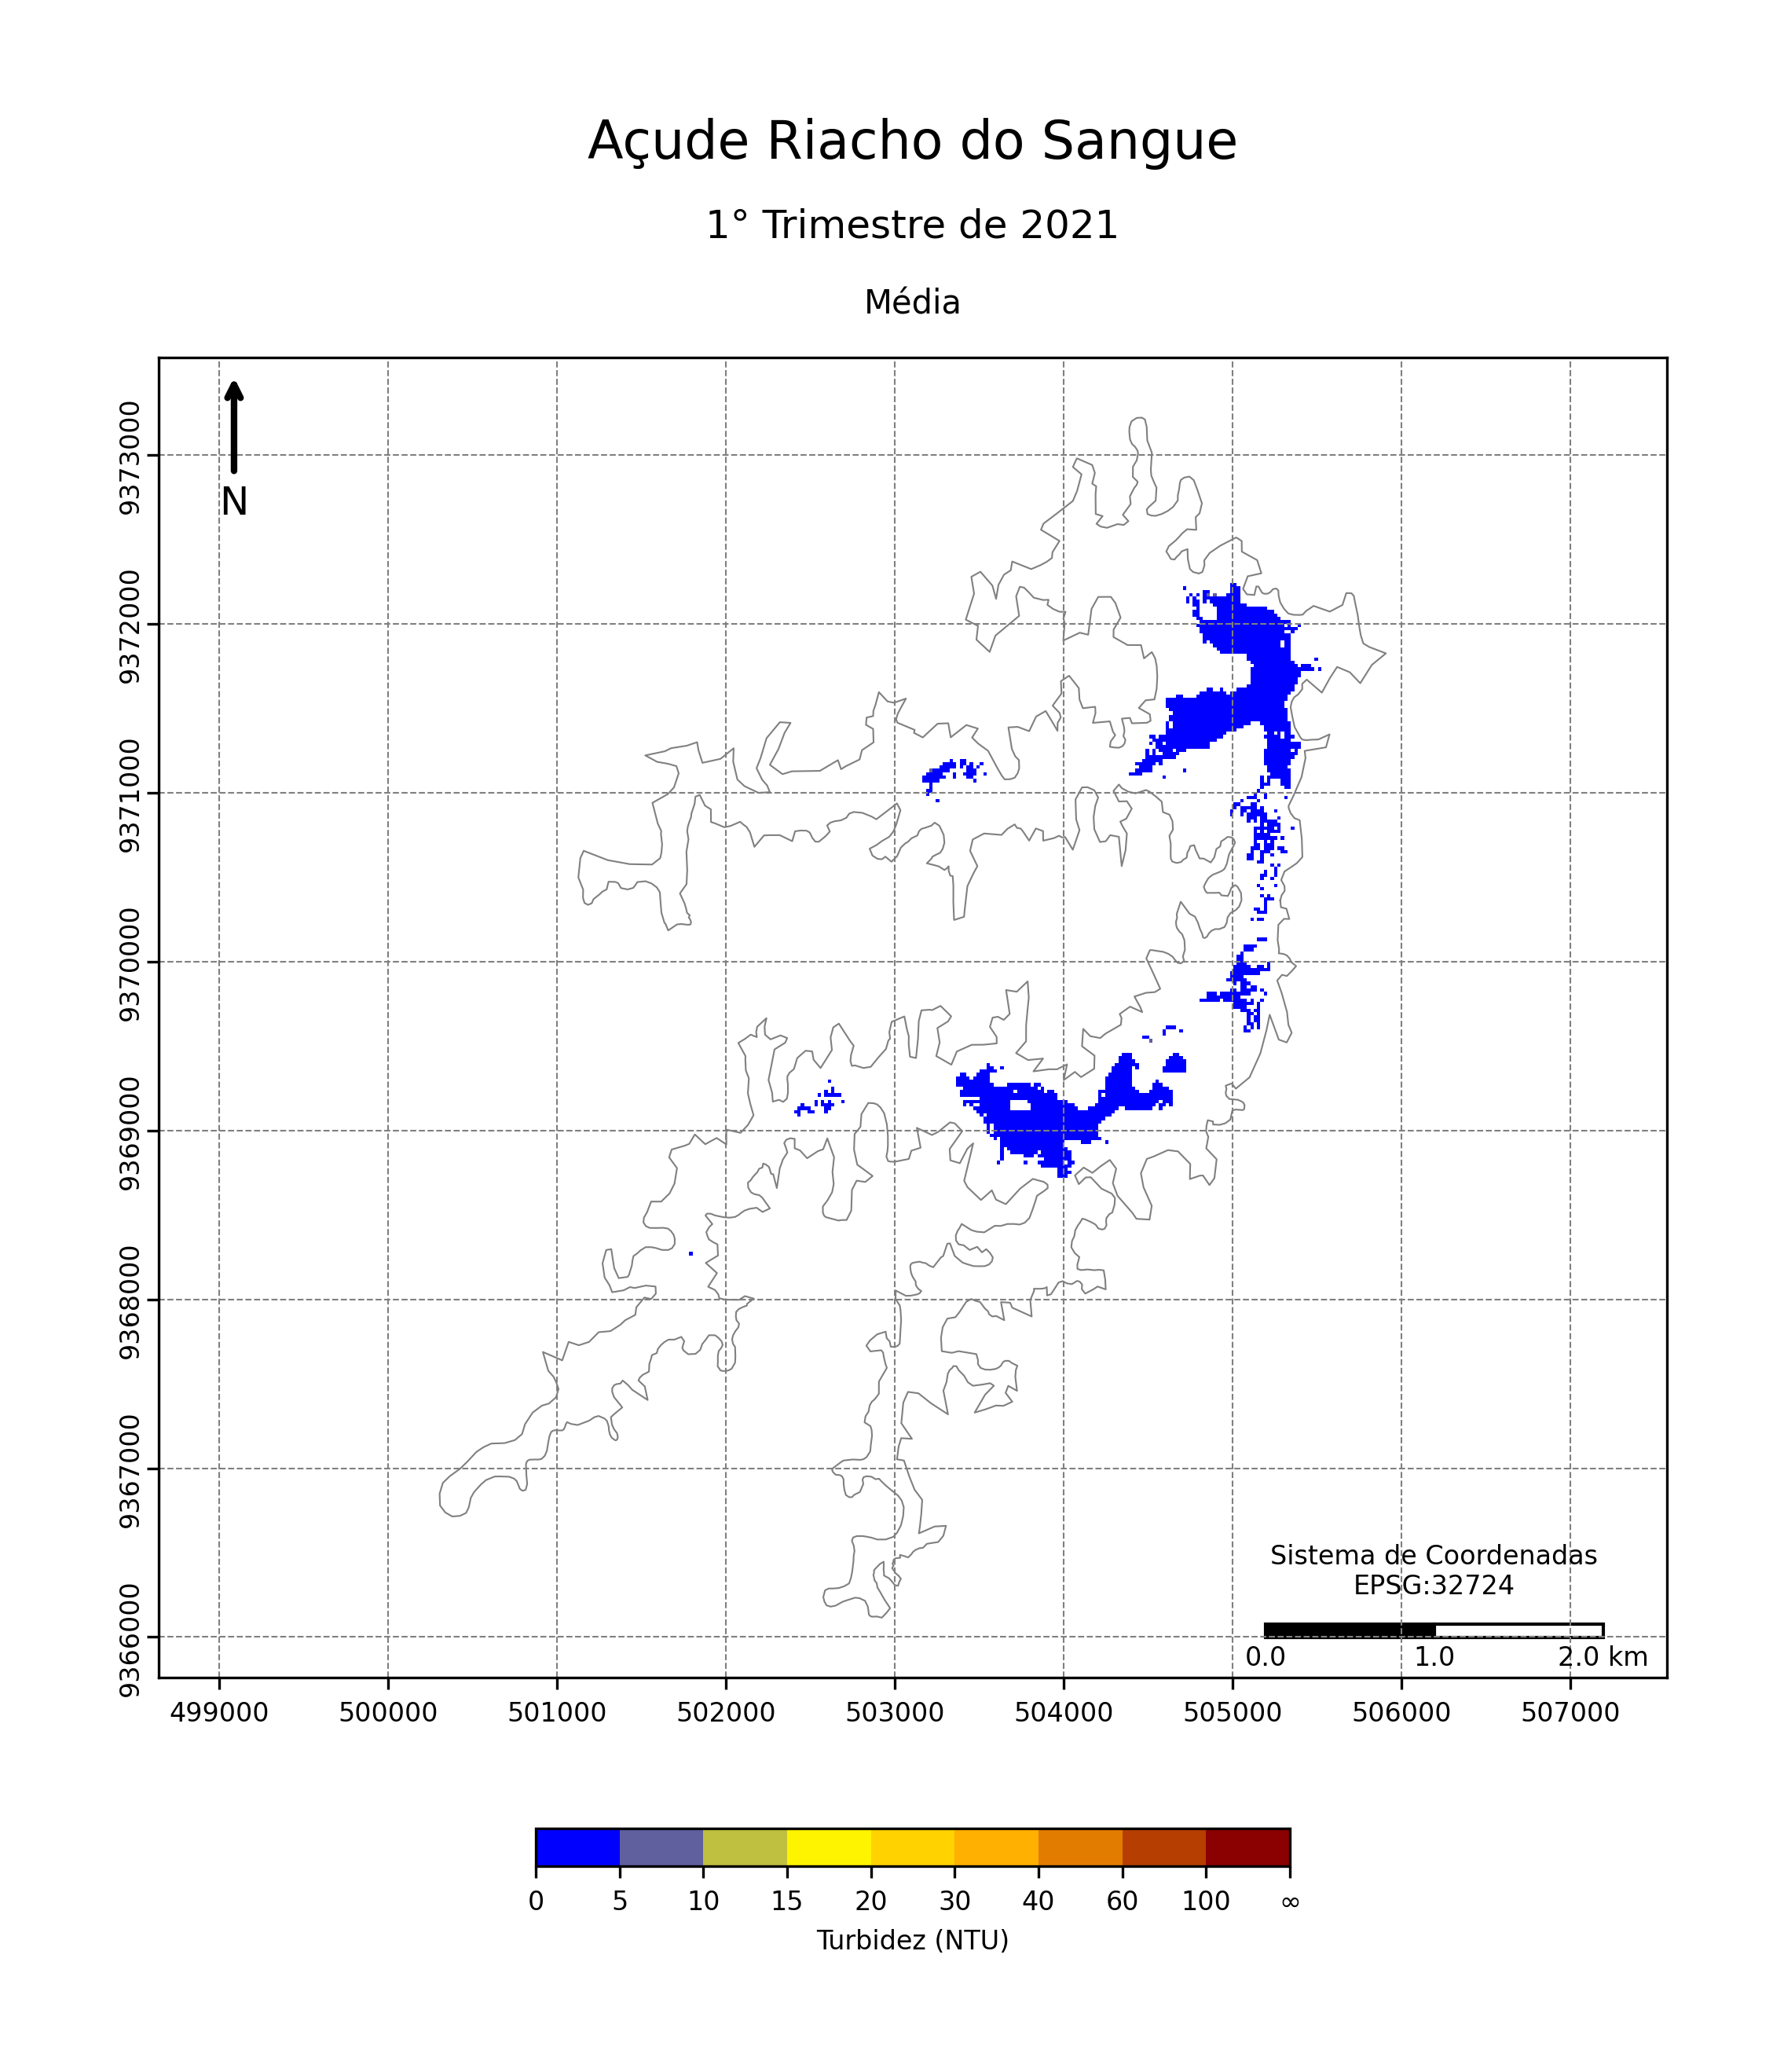 Açude Riacho do Sangue
1° Trimestre de 2021
Média
N
9373000
9372000
9371000
9370000
9369000
9368000
9367000
9366000
Sistema de Coordenadas
EPSG:32724
0.0 1.0 2.0 km
499000 500000 501000 502000 503000 504000 505000 506000 507000
0 5 10 15 20 30 40 60 100 ∞
Turbidez (NTU)